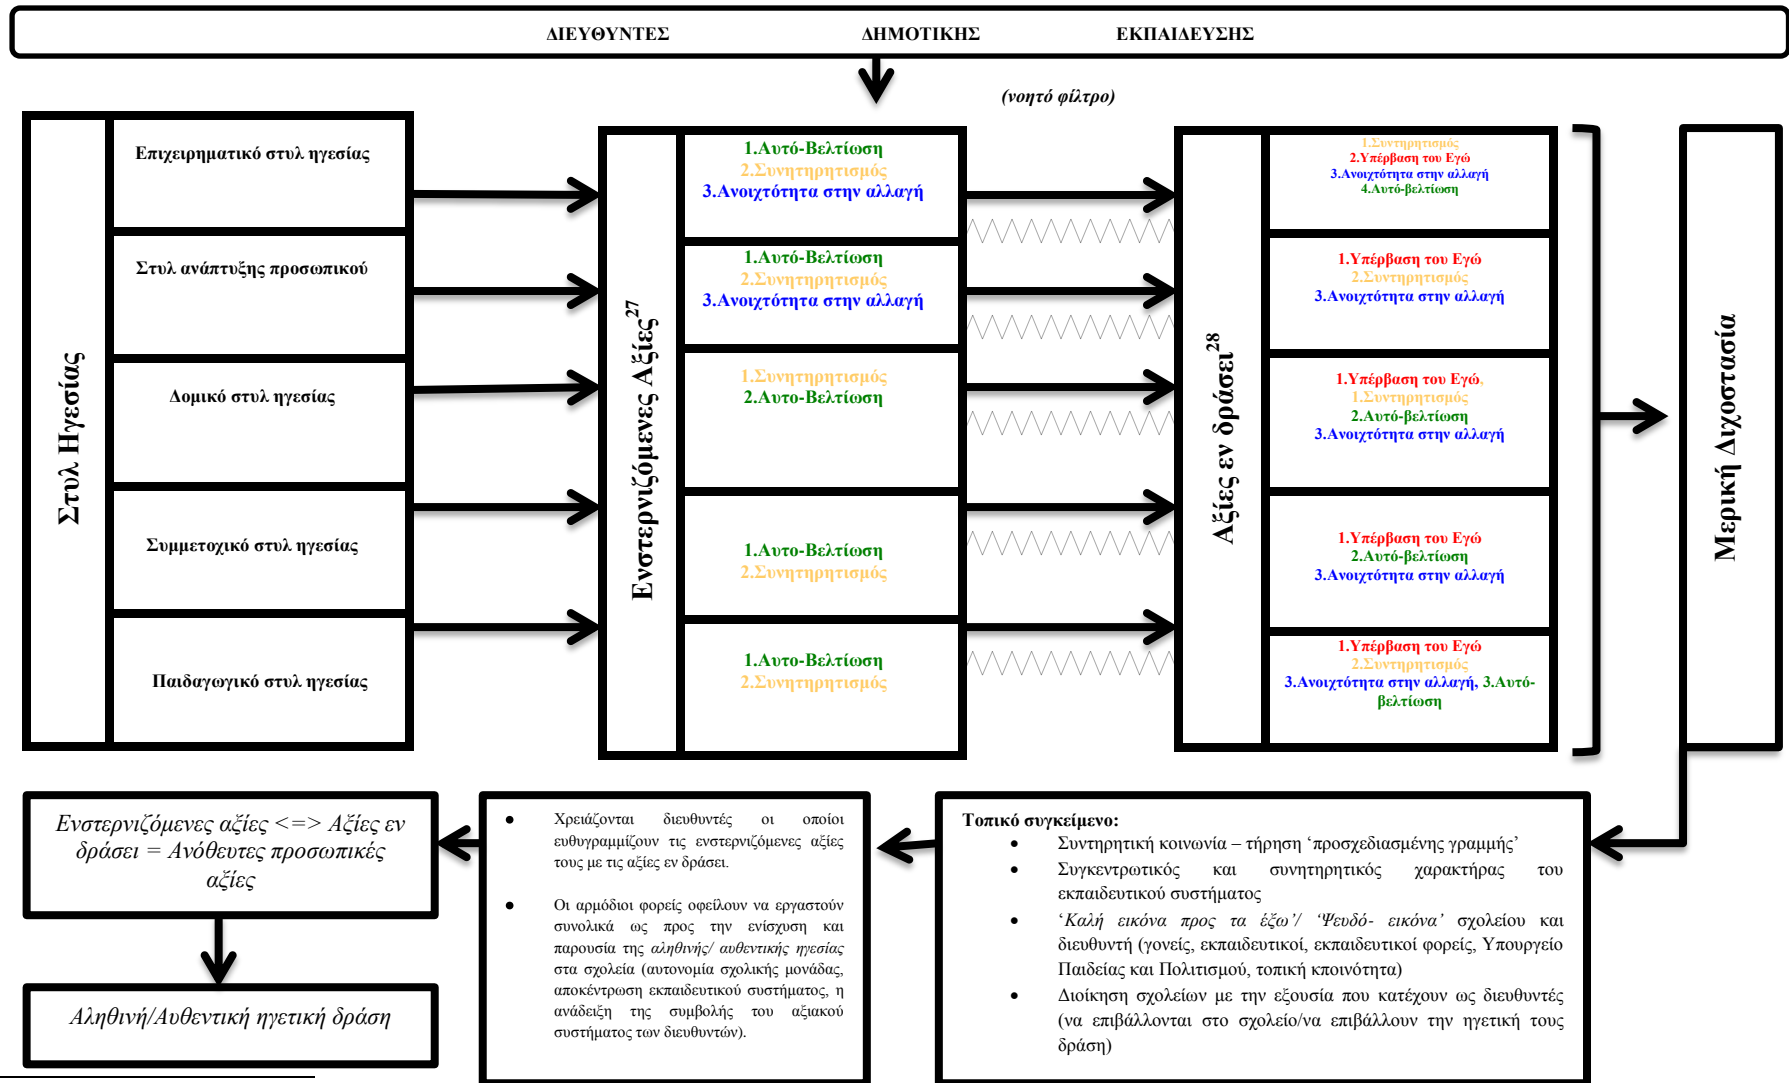 ΔΙΕΥΘΥΝΤΕΣ ΔΗΜΟΤΙΚΗΣ ΕΚΠΑΙΔΕΥΣΗΣ
(νοητό φίλτρο)
Στυλ Ηγεσίας
Επιχειρηματικό στυλ ηγεσίας
Στυλ ανάπτυξης προσωπικού
Δομικό στυλ ηγεσίας
Συμμετοχικό στυλ ηγεσίας
Παιδαγωγικό στυλ ηγεσίας
Ενστερνιζόμενες Αξίες27
1.Αυτό-Βελτίωση
2.Συνητηρητισμός
3.Ανοιχτότητα στην αλλαγή
1.Αυτό-Βελτίωση
2.Συνητηρητισμός
3.Ανοιχτότητα στην αλλαγή
1.Συνητηρητισμός
2.Αυτο-Βελτίωση
1.Αυτο-Βελτίωση
2.Συνητηρητισμός
1.Αυτο-Βελτίωση
2.Συνητηρητισμός
Αξίες εν δράσει28
1.Συντηρητισμός
2.Υπέρβαση του Εγώ
3.Ανοιχτότητα στην αλλαγή
4.Αυτό-βελτίωση
1.Υπέρβαση του Εγώ
2.Συντηρητισμός
3.Ανοιχτότητα στην αλλαγή
1.Υπέρβαση του Εγώ.
1.Συντηρητισμός
2.Αυτό-βελτίωση
3.Ανοιχτότητα στην αλλαγή
1.Υπέρβαση του Εγώ
2.Αυτό-βελτίωση
3.Ανοιχτότητα στην αλλαγή
1.Υπέρβαση του Εγώ
2.Συντηρητισμός
3.Ανοιχτότητα στην αλλαγή, 3.Αυτό-
βελτίωση
Μερική Διχοστασία
Τοπικό συγκείμενο:
• Συντηρητική κοινωνία – τήρηση ‘προσχεδιασμένης γραμμής’
• Συγκεντρωτικός και συνητηρητικός χαρακτήρας του
εκπαιδευτικού συστήματος
• ‘Καλή εικόνα προς τα έξω’/ ‘Ψευδό- εικόνα’ σχολείου και
διευθυντή (γονείς, εκπαιδευτικοί, εκπαιδευτικοί φορείς, Υπουργείο
Παιδείας και Πολιτισμού, τοπική κποινότητα)
• Διοίκηση σχολείων με την εξουσία που κατέχουν ως διευθυντές
(να επιβάλλονται στο σχολείο/να επιβάλλουν την ηγετική τους
δράση)
• Χρειάζονται διευθυντές οι οποίοι
ευθυγραμμίζουν τις ενστερνιζόμενες αξίες
τους με τις αξίες εν δράσει.
• Οι αρμόδιοι φορείς οφείλουν να εργαστούν
συνολικά ως προς την ενίσχυση και
παρουσία της αληθινής/ αυθεντικής ηγεσίας
στα σχολεία (αυτονομία σχολικής μονάδας,
αποκέντρωση εκπαιδευτικού συστήματος, η
ανάδειξη της συμβολής του αξιακού
συστήματος των διευθυντών).
Ενστερνιζόμενες αξίες <=> Αξίες εν
δράσει = Ανόθευτες προσωπικές
αξίες
Αληθινή/Αυθεντική ηγετική δράση